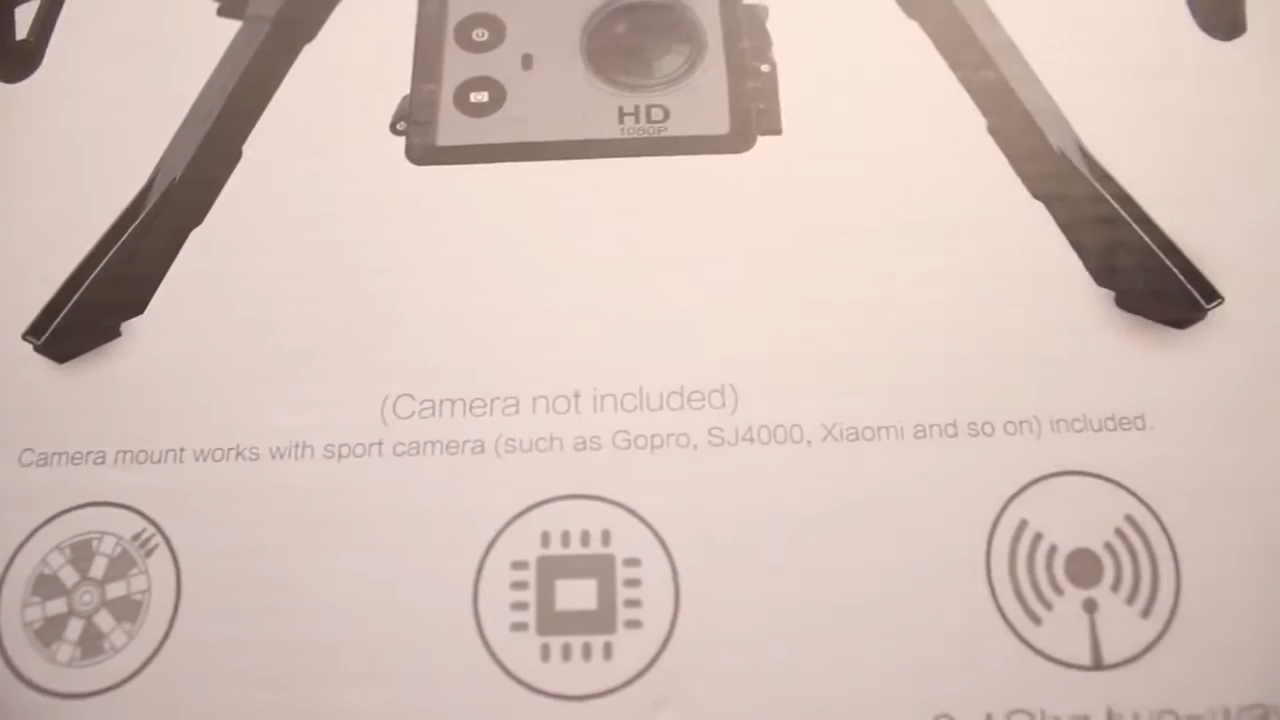 HD
1080P
(Camera not included)
Camera mount works with sport camera (such as Gopro, SJ4000, Xiaomi and so on) included.